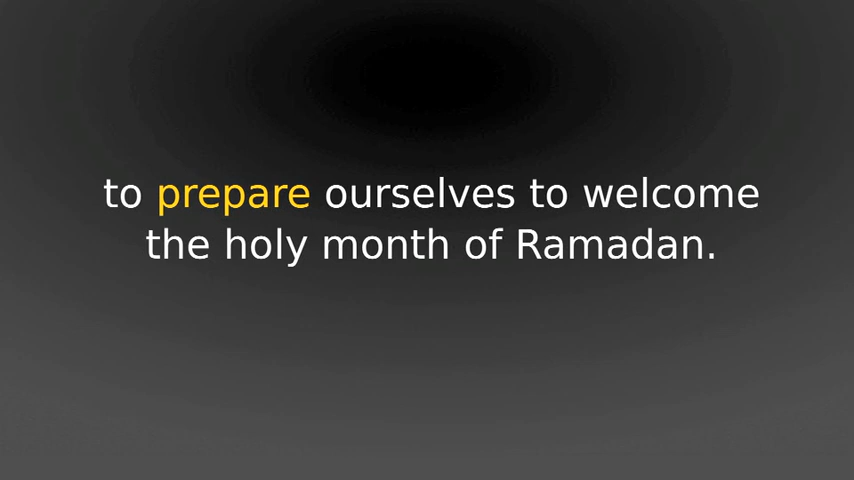 to prepare ourselves to welcome
the holy month of Ramadan.